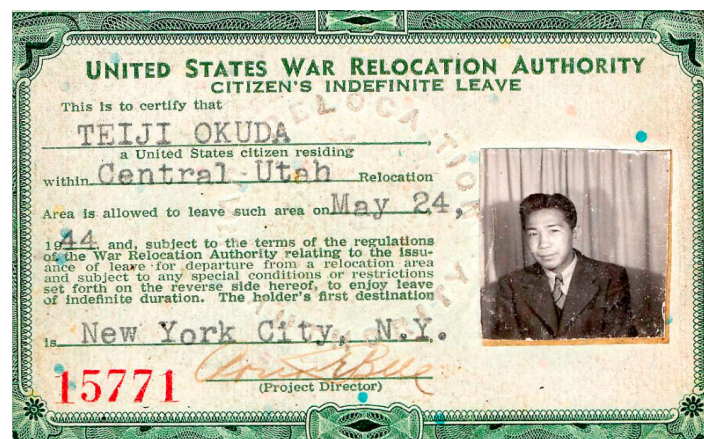 UNITED STATES WAR RELOCATION AUTHORITY
CITIZEN'S INDEFINITE LEAVE
This is to certify that
TEIJI OKUDA,
a United States citizen residing
within Central Utah Relocation
Area is allowed to leave such area on May 24,
1944 and, subject to the terms of the regulations
of the War Relocation Authority relating to the issu-
ance of leave for departure from a relocation area
and subject to any special conditions or restrictions
set forth on the reverse side hereof, to enjoy leave
of indefinite duration. The holder's first destination
is New York City, N.Y.
15771
(Project Director)
RELOCATION